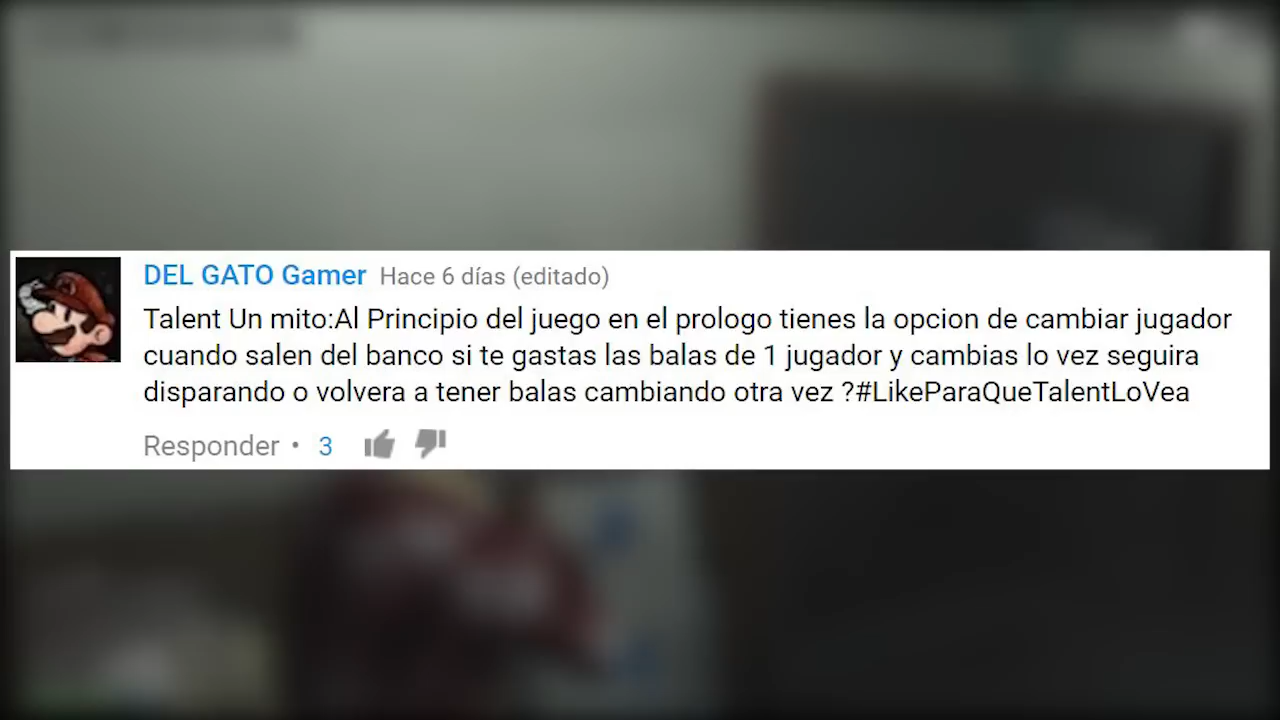 DEL GATO Gamer Hace 6 días (editado)
Talent Un mito:Al Principio del juego en el prologo tienes la opcion de cambiar jugador
cuando salen del banco si te gastas las balas de 1 jugador y cambias lo vez seguira
disparando o volvera a tener balas cambiando otra vez ?#LikeParaQueTalentLoVea
Responder • 3